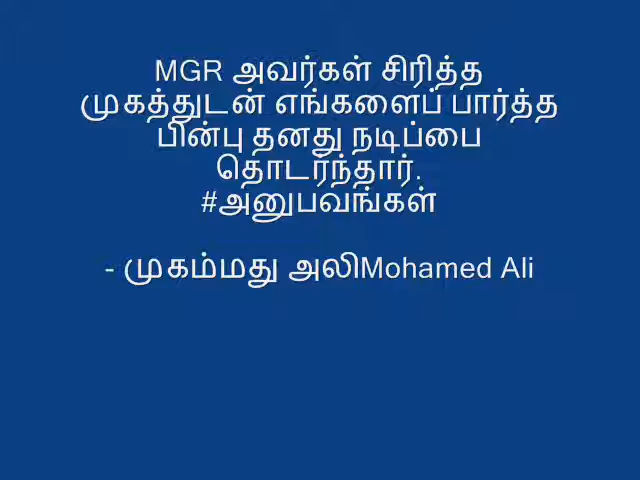 MGR அவர்கள் சிரித்த
முகத்துடன் எங்களைப் பார்த்த
பின்பு தனது நடிப்பை
தொடர்ந்தார்.
#அனுபவங்கள்
- முகம்மது அலிMohamed Ali